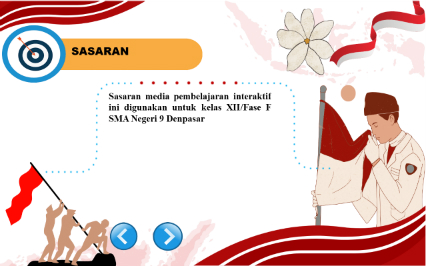 SASARAN
Sasaran media pembelajaran interaktif
ini digunakan untuk kelas XII/Fase F
SMA Negeri 9 Denpasar